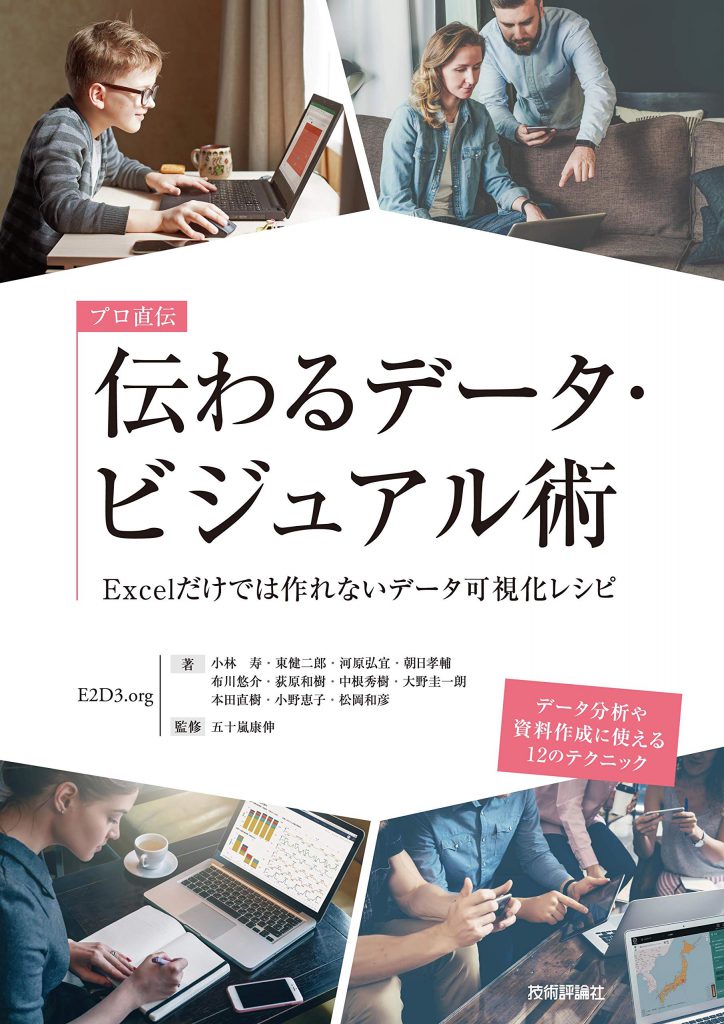 プロ直伝
伝わるデータ・
ビジュアル術
Excelだけでは作れないデータ可視化レシピ
E2D3.org
著 小林 寿・東健二郎・河原弘宜・朝日孝輔
布川悠介・荻原和樹・中根秀樹・大野圭一朗
本田直樹・小野恵子・松岡和彦
監修 五十嵐康伸
データ分析や
資料作成に使える
12のテクニック
技術評論社